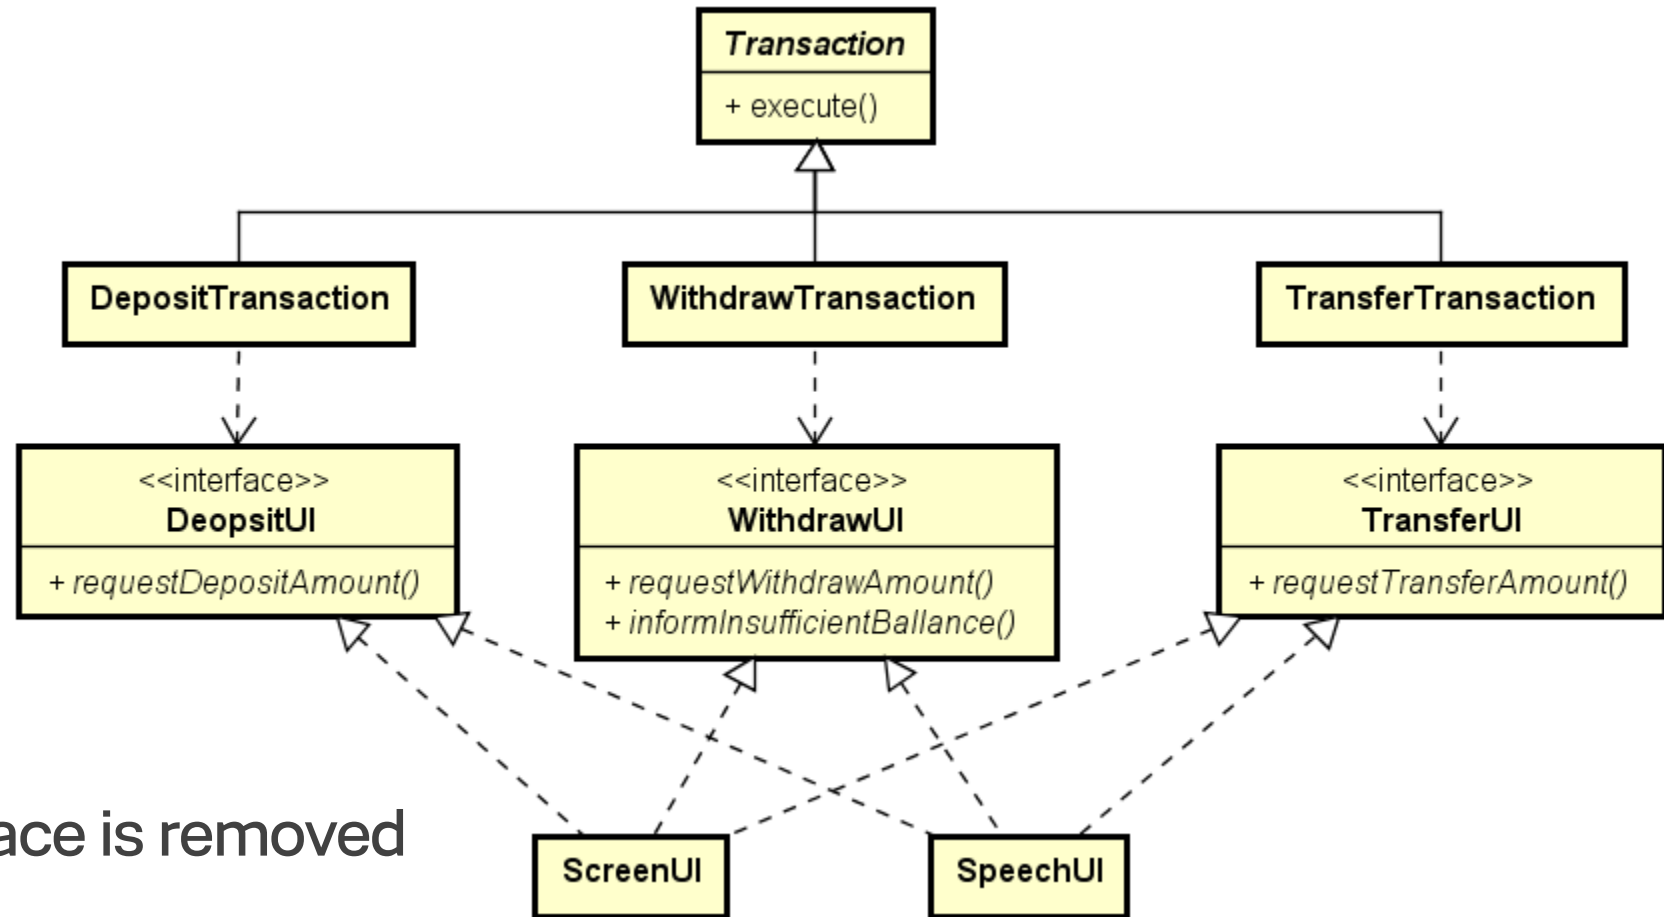 Transaction
+ execute()
DepositTransaction
WithdrawTransaction
TransferTransaction
<<interface>>
DeopsitUI
+ requestDepositAmount()
<<interface>>
WithdrawUI
+ requestWithdrawAmount()
+ informInsufficientBallance()
<<interface>>
TransferUI
+ requestTransferAmount()
ace is removed
ScreenUI
SpeechUI